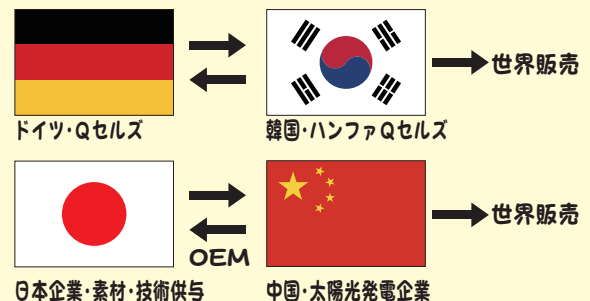 世界販売
ドイツ・Qセルズ
韓国・ハンファQセルズ
世界販売
OEM
日本企業・素材・技術供与
中国・太陽光発電企業